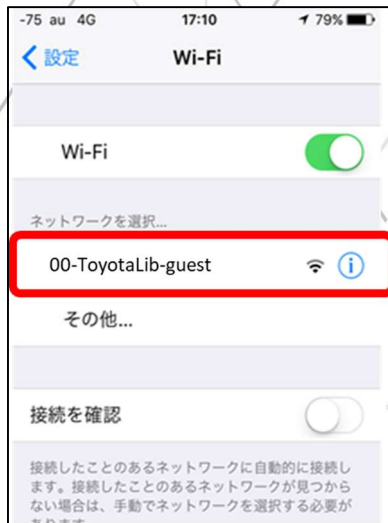 -75 au 4G 17:10 79%
設定 Wi-Fi
Wi-Fi
ネットワークを選択...
00-ToyotaLib-guest
その他...
接続を確認
接続したことのあるネットワークに自動的に接続し
ます。接続したことのあるネットワークが見つから
ない場合は、手動でネットワークを選択する必要が
あります。